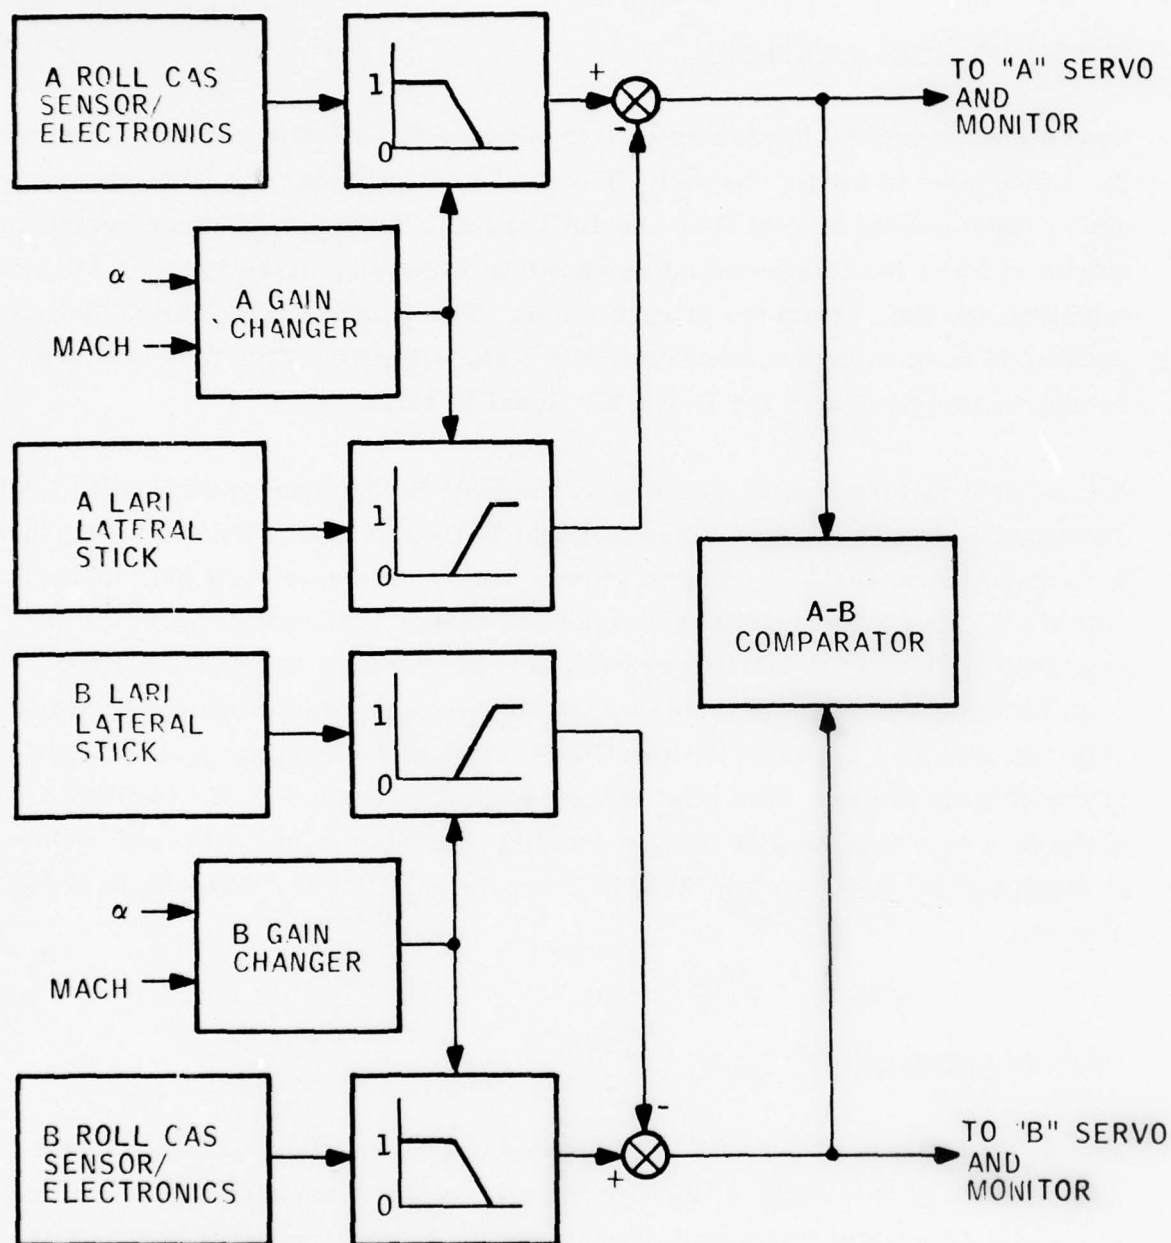 A ROLL CAS
SENSOR/
ELECTRONICS
1
0
+
-
TO "A" SERVO
AND
MONITOR
α
MACH
A GAIN
CHANGER
A LARI
LATERAL
STICK
1
0
A-B
COMPARATOR
B LARI
LATERAL
STICK
1
0
α
MACH
B GAIN
CHANGER
B ROLL CAS
SENSOR/
ELECTRONICS
1
0
-
+
TO "B" SERVO
AND
MONITOR